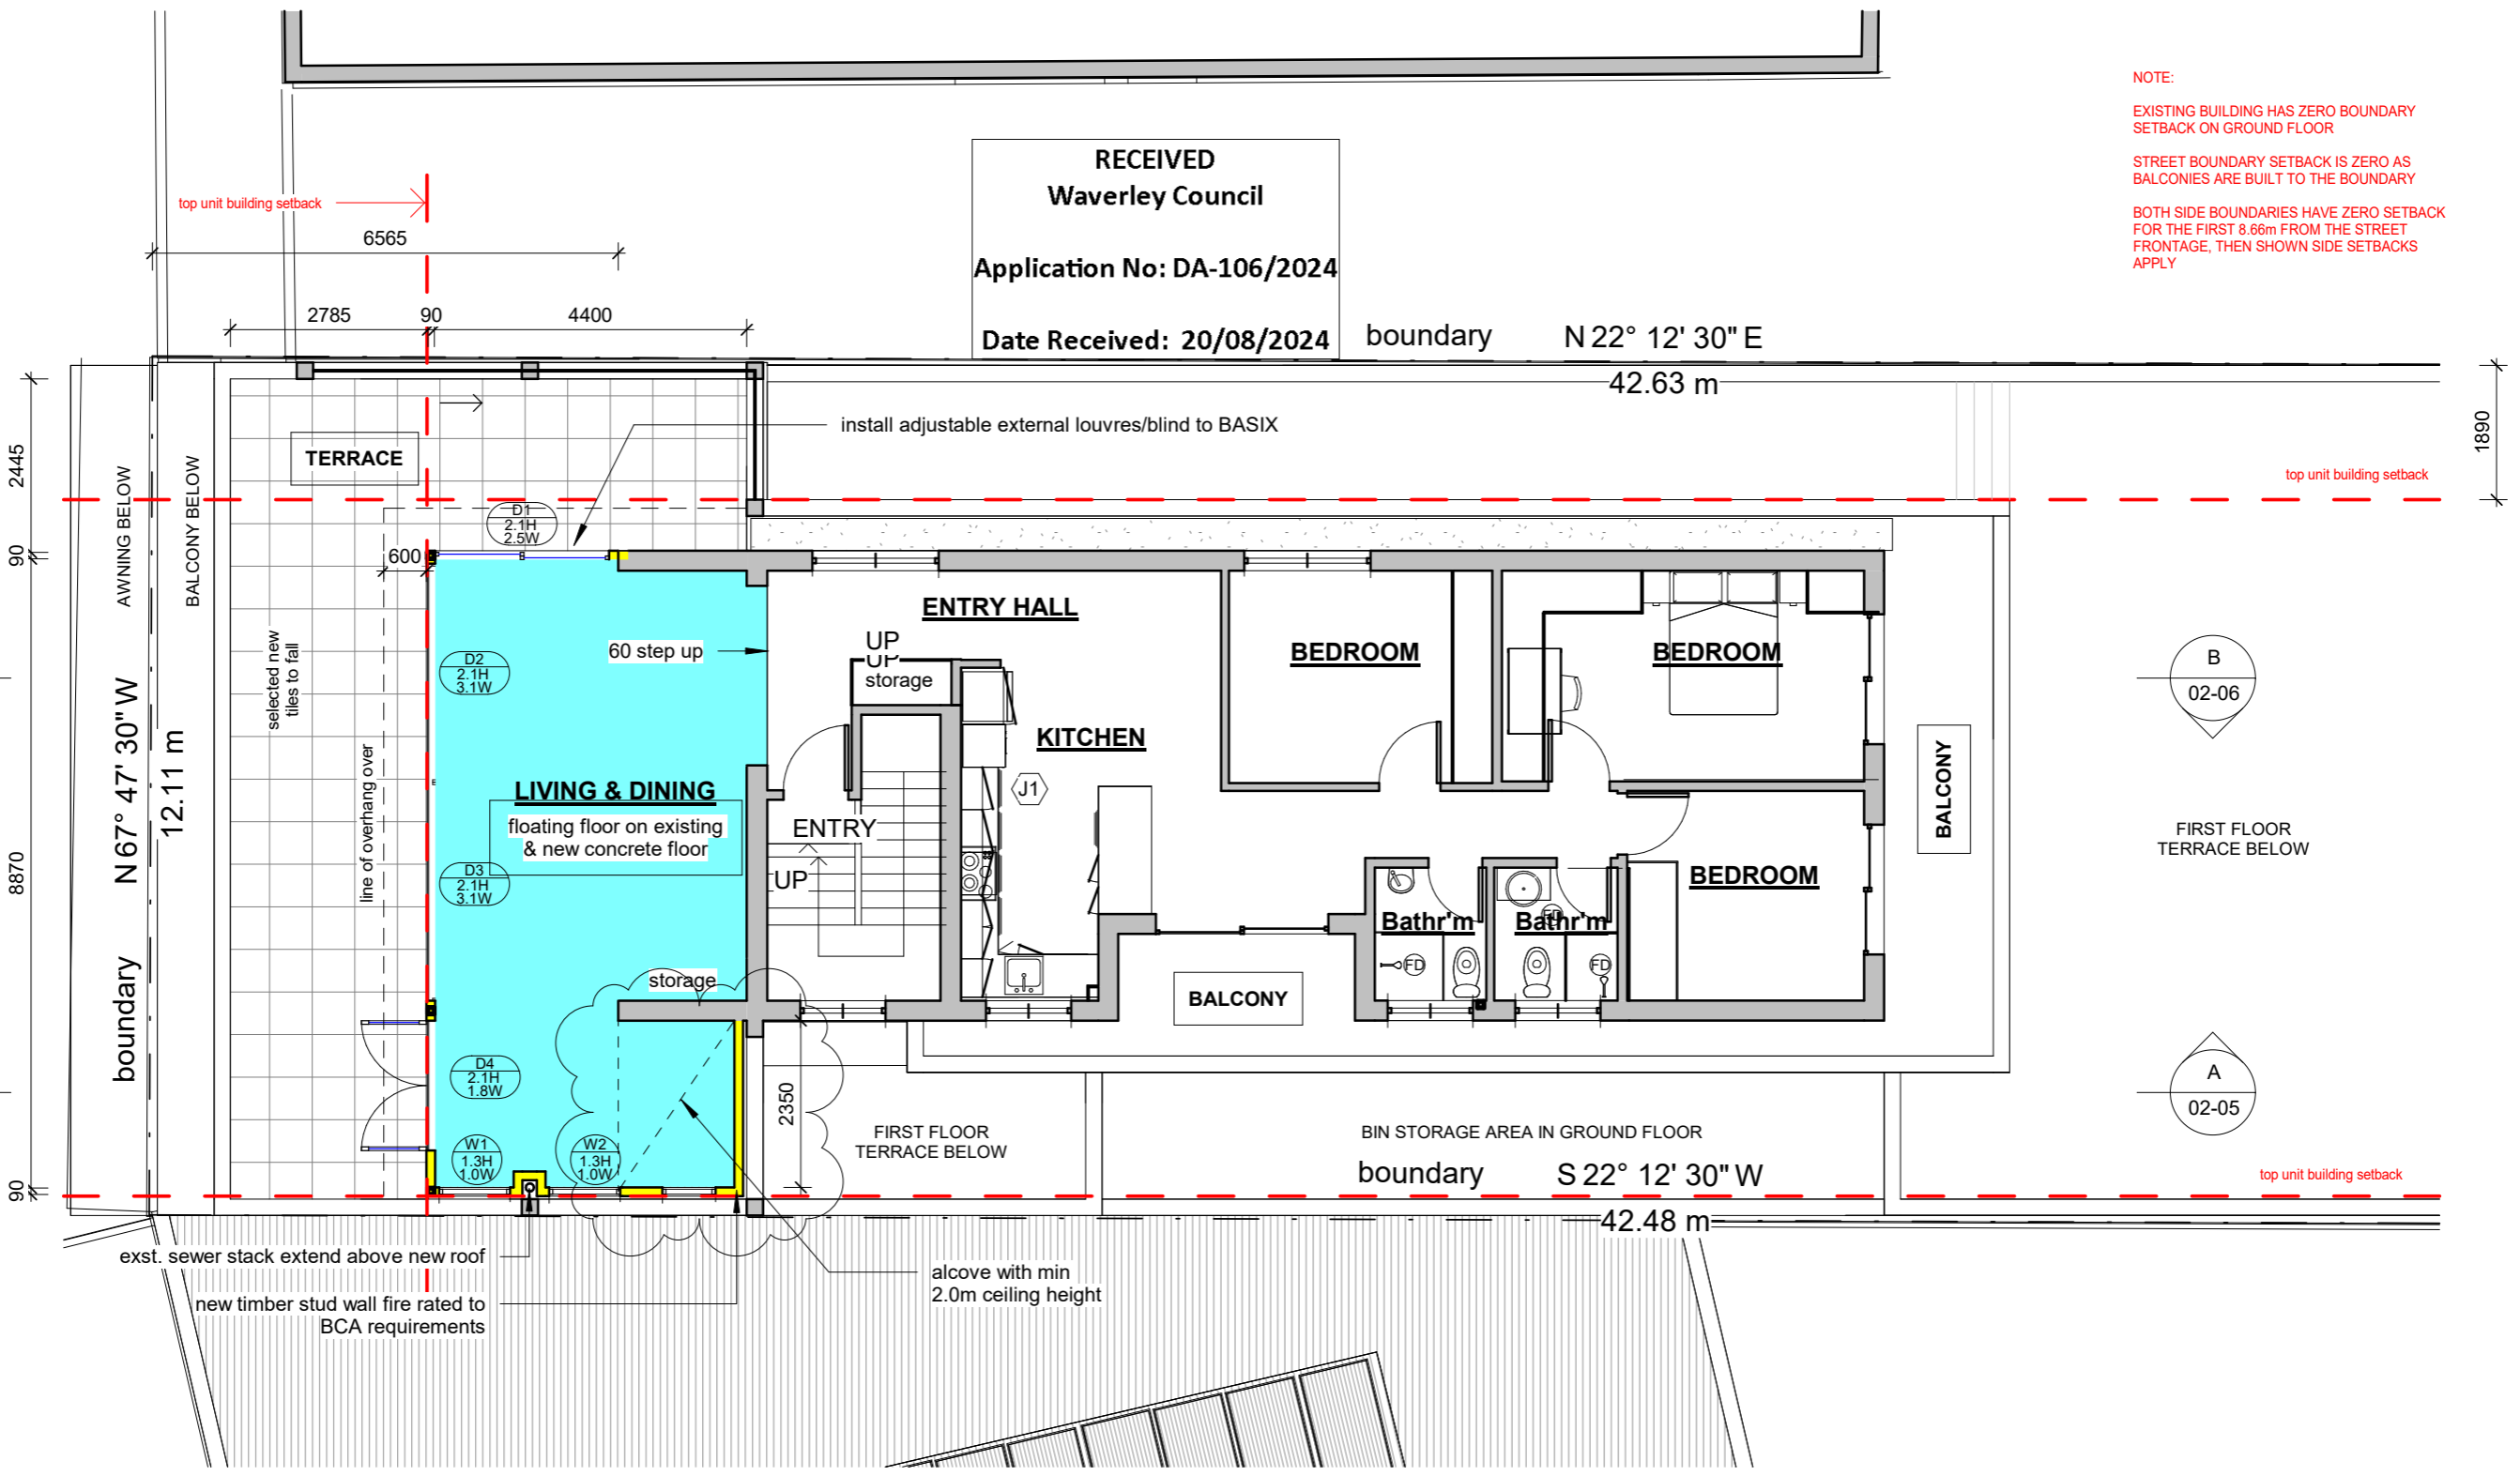 NOTE:
EXISTING BUILDING HAS ZERO BOUNDARY
SETBACK ON GROUND FLOOR
STREET BOUNDARY SETBACK IS ZERO AS
BALCONIES ARE BUILT TO THE BOUNDARY
BOTH SIDE BOUNDARIES HAVE ZERO SETBACK
FOR THE FIRST 8.66m FROM THE STREET
FRONTAGE, THEN SHOWN SIDE SETBACKS
APPLY
RECEIVED
Waverley Council
Application No: DA-106/2024
Date Received: 20/08/2024
top unit building setback
6565
2785
90
4400
boundary N 22° 12' 30" E
42.63 m
1890
top unit building setback
install adjustable external louvres/blind to BASIX
TERRACE
2445
90
8870
90
AWNING BELOW
BALCONY BELOW
boundary N 67° 47' 30" W
12.11 m
selected new
tiles to fall
line of overhang over
600
D1
2.1H
2.5W
D2
2.1H
3.1W
D3
2.1H
3.1W
D4
2.1H
1.8W
W1
1.3H
1.0W
W2
1.3H
1.0W
60 step up
LIVING & DINING
floating floor on existing
& new concrete floor
storage
ENTRY HALL
UP
UP
storage
ENTRY
UP
KITCHEN
J1
BEDROOM
BEDROOM
BEDROOM
Bathr'm
Bathr'm
FD
FD
FD
BALCONY
BALCONY
B
02-06
FIRST FLOOR
TERRACE BELOW
A
02-05
2350
FIRST FLOOR
TERRACE BELOW
BIN STORAGE AREA IN GROUND FLOOR
boundary S 22° 12' 30" W
42.48 m
top unit building setback
exst. sewer stack extend above new roof
new timber stud wall fire rated to
BCA requirements
alcove with min
2.0m ceiling height